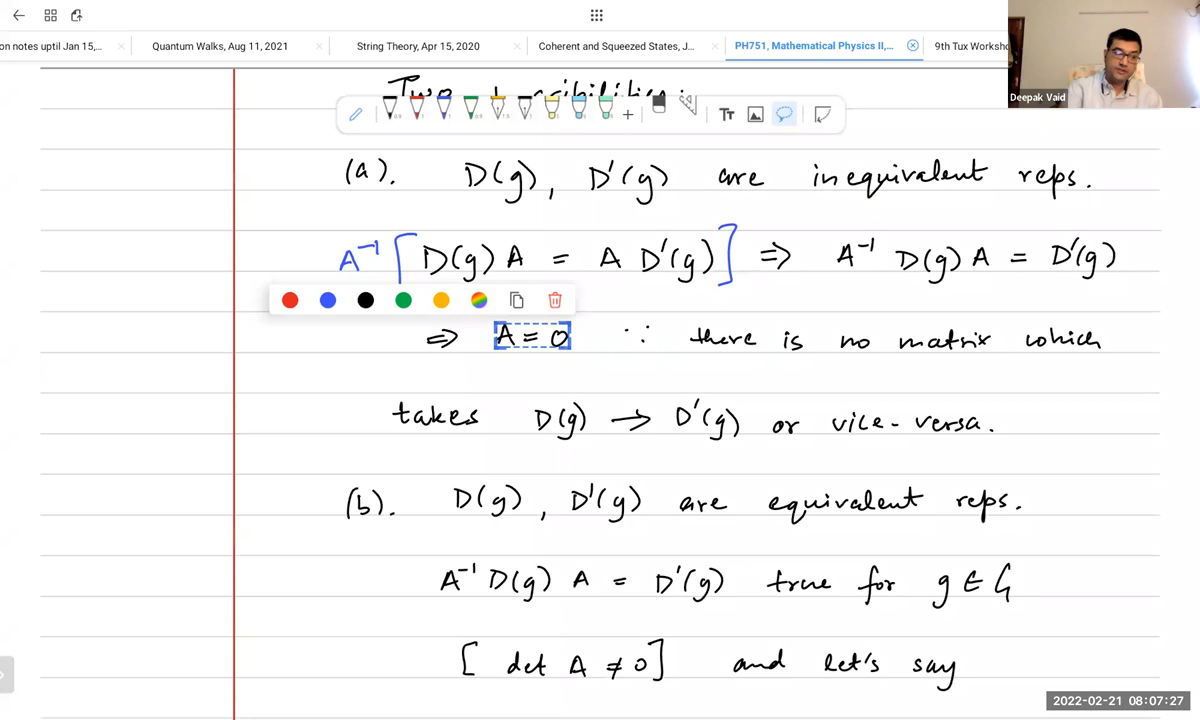 on notes uptil Jan 15,...
Quantum Walks, Aug 11, 2021
String Theory, Apr 15, 2020
Coherent and Squeezed States, J...
PH751, Mathematical Physics II,...
9th Tux Worksho
Deepak Vaid
Two
Tт
(a). D(g), D'(g) are inequivalent reps.
A⁻¹ [ D(g) A = A D'(g) ] ⇒ A⁻¹ D(g) A = D'(g)
⇒ A = 0 ∵ there is no matrix which
takes D(g) → D'(g) or vice-versa.
(b). D(g), D'(g) are equivalent reps.
A⁻¹ D(g) A = D'(g) true for g ∈ G
[ det A ≠ 0 ] and let's say
2022-02-21 08:07:27